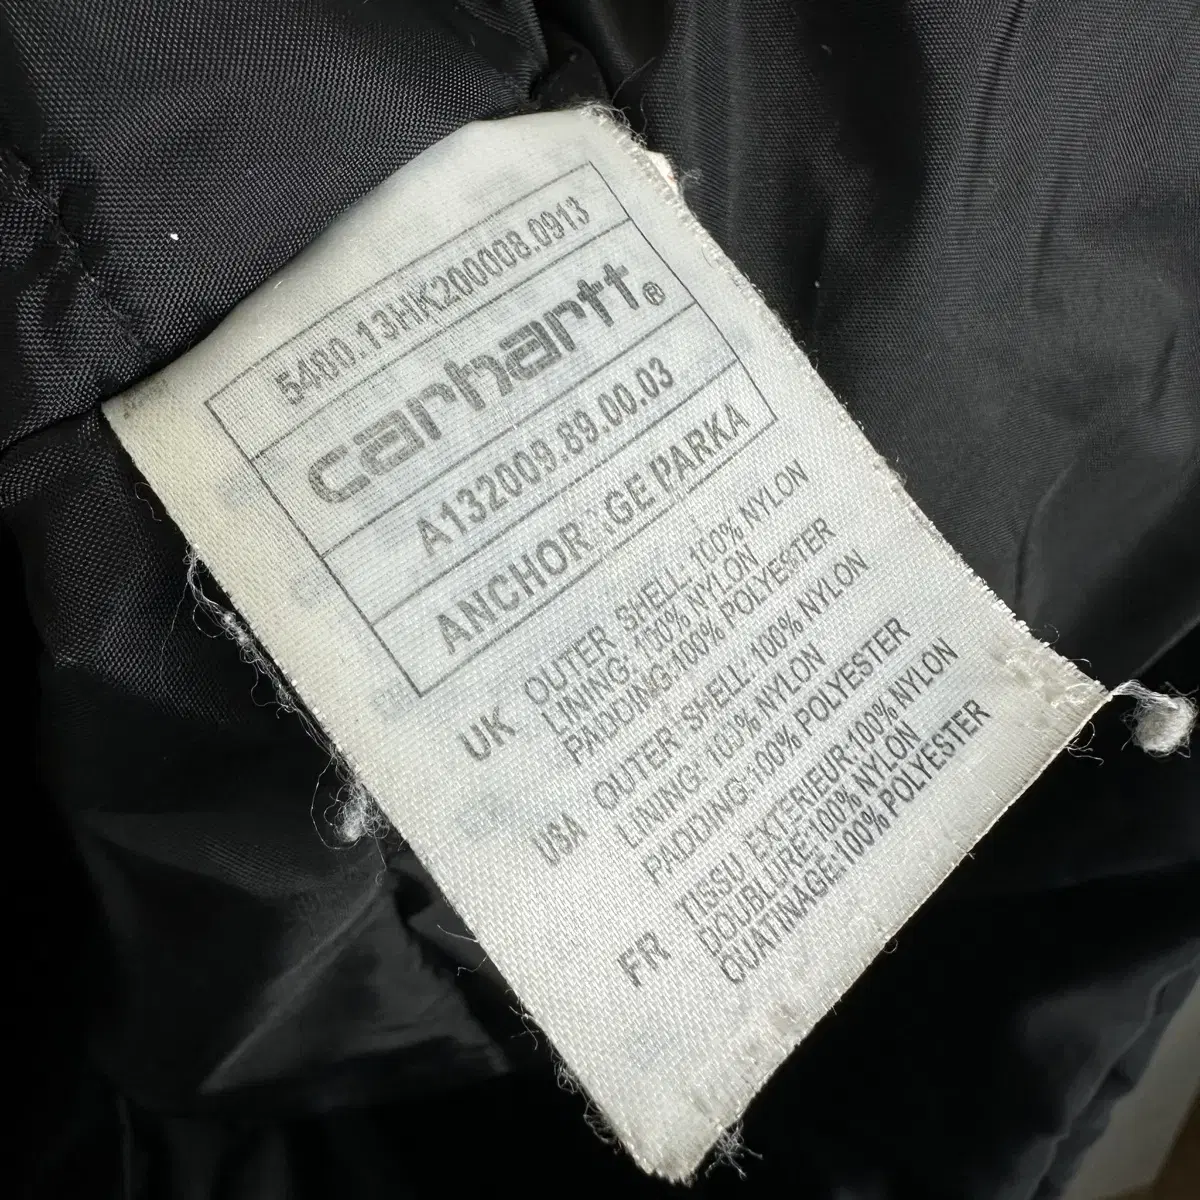 5480.13HK200008.0913
carhartt®
A132009.89.00.03
ANCHORAGE PARKA
UK OUTER SHELL: 100% NYLON
LINING: 100% NYLON
PADDING:100% POLYESTER
USA OUTER SHELL: 100% NYLON
LINING: 100% NYLON
PADDING:100% POLYESTER
FR TISSU EXTERIEUR:100% NYLON
DOUBLURE:100% NYLON
OUATINAGE:100% POLYESTER